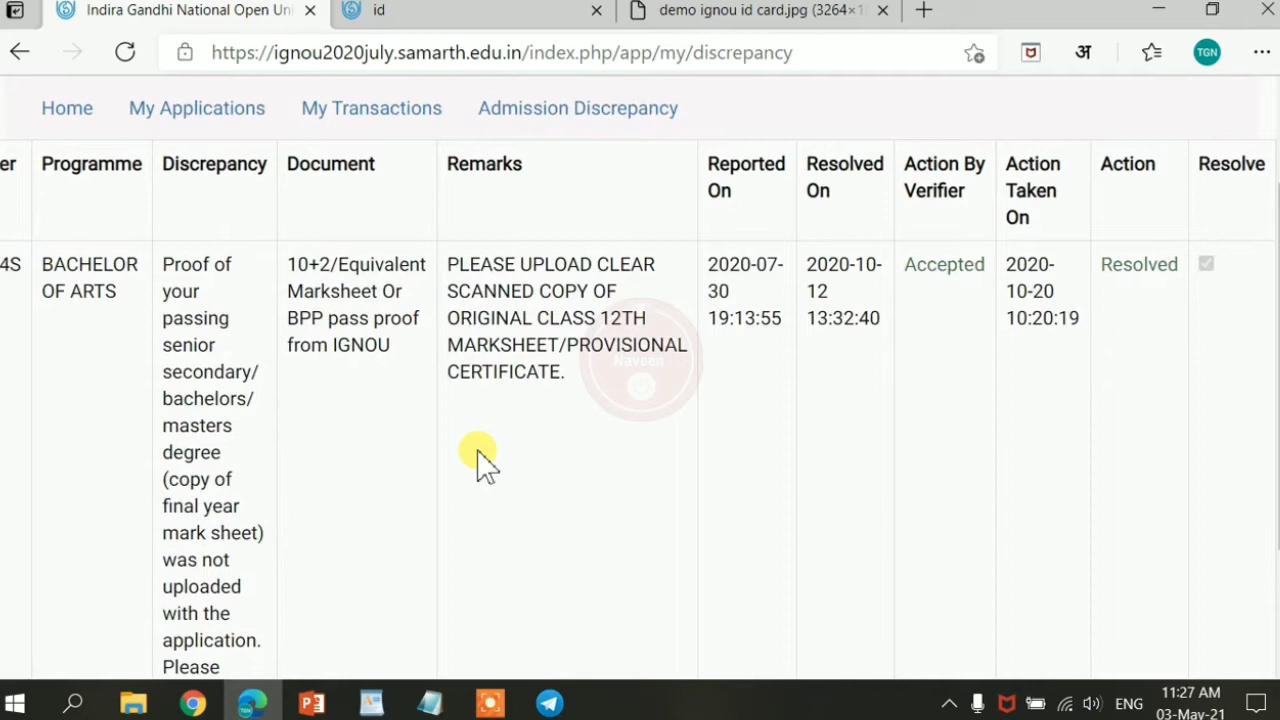 Indira Gandhi National Open Uni
id
demo ignou id card.jpg (3264×1
https://ignou2020july.samarth.edu.in/index.php/app/my/discrepancy
अ
TGN
Home
My Applications
My Transactions
Admission Discrepancy
er
Programme
Discrepancy
Document
Remarks
Reported
On
Resolved
On
Action By
Verifier
Action
Taken
On
Action
Resolve
4S
BACHELOR
OF ARTS
Proof of
your
passing
senior
secondary/
bachelors/
masters
degree
(copy of
final year
mark sheet)
was not
uploaded
with the
application.
Please
10+2/Equivalent
Marksheet Or
BPP pass proof
from IGNOU
PLEASE UPLOAD CLEAR
SCANNED COPY OF
ORIGINAL CLASS 12TH
MARKSHEET/PROVISIONAL
CERTIFICATE.
Naveen
2020-07-
30
19:13:55
2020-10-
12
13:32:40
Accepted
2020-
10-20
10:20:19
Resolved
TGN
ENG
11:27 AM
03-May-21